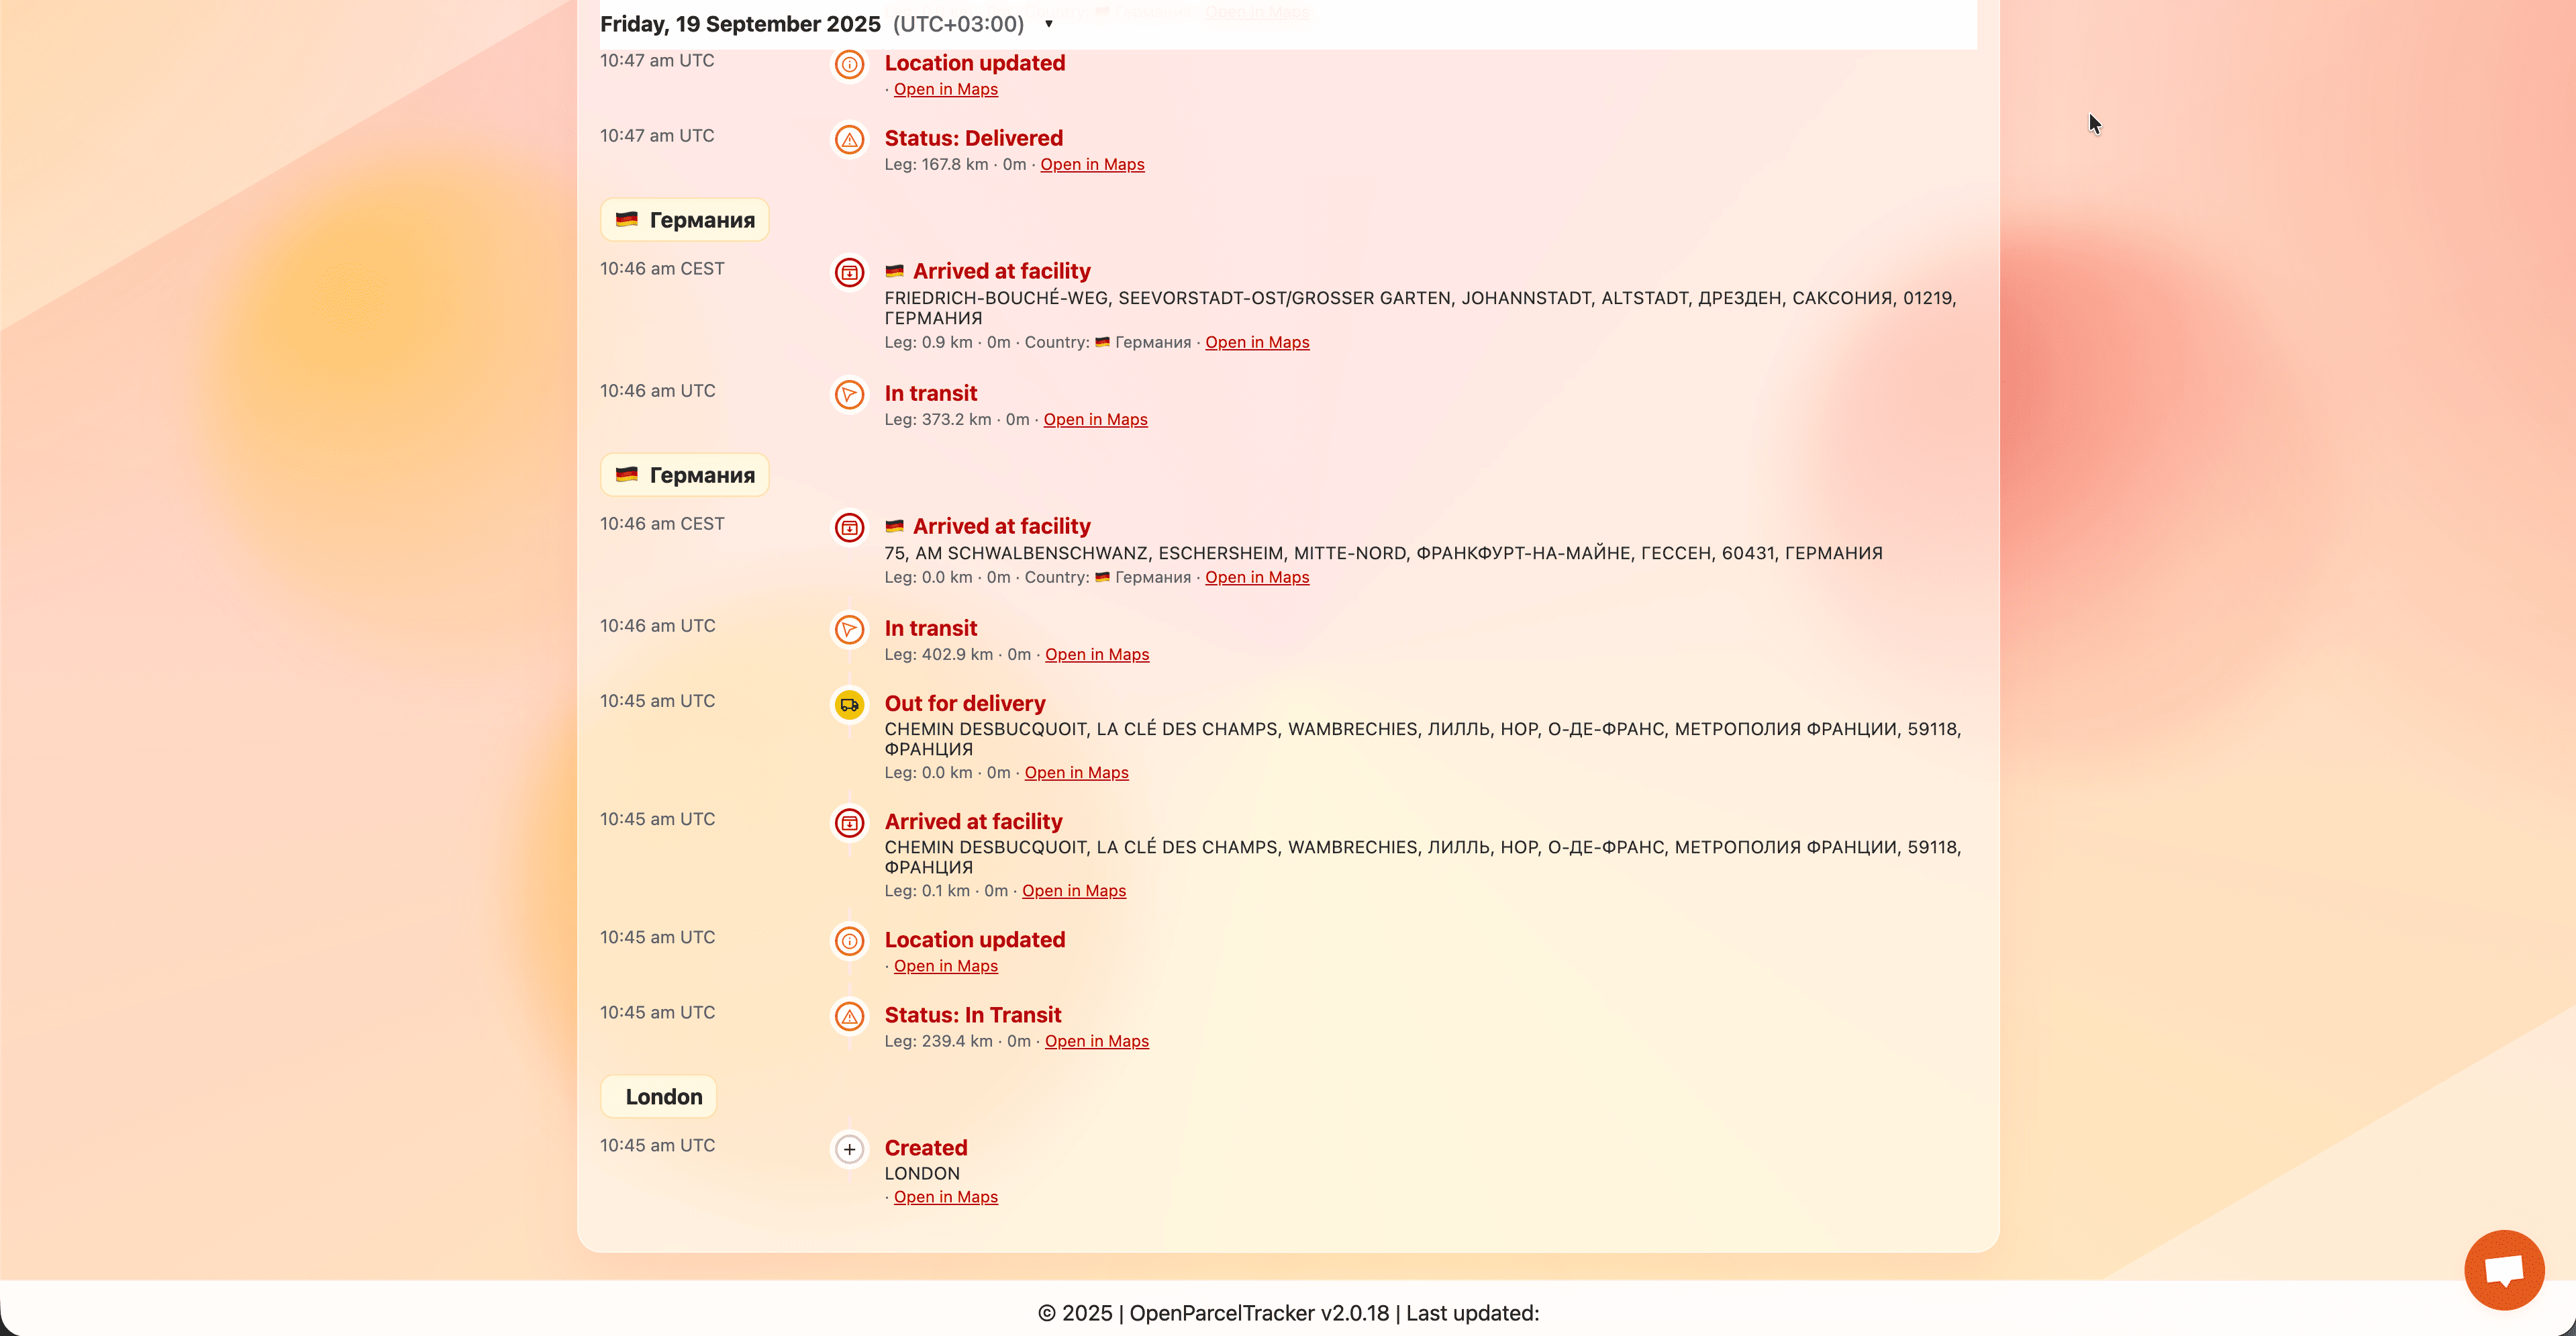 Friday, 19 September 2025 (UTC+03:00) ▾
10:47 am UTC
Location updated
· Open in Maps
10:47 am UTC
Status: Delivered
Leg: 167.8 km · 0m · Open in Maps
🇩🇪 Германия
10:46 am CEST
🇩🇪 Arrived at facility
FRIEDRICH-BOUCHÉ-WEG, SEEVORSTADT-OST/GROSSER GARTEN, JOHANNSTADT, ALTSTADT, ДРЕЗДЕН, САКСОНИЯ, 01219,
ГЕРМАНИЯ
Leg: 0.9 km · 0m · Country: 🇩🇪 Германия · Open in Maps
10:46 am UTC
In transit
Leg: 373.2 km · 0m · Open in Maps
🇩🇪 Германия
10:46 am CEST
🇩🇪 Arrived at facility
75, AM SCHWALBENSCHWANZ, ESCHERSHEIM, MITTE-NORD, ФРАНКФУРТ-НА-МАЙНЕ, ГЕССЕН, 60431, ГЕРМАНИЯ
Leg: 0.0 km · 0m · Country: 🇩🇪 Германия · Open in Maps
10:46 am UTC
In transit
Leg: 402.9 km · 0m · Open in Maps
10:45 am UTC
Out for delivery
CHEMIN DESBUCQUOIT, LA CLÉ DES CHAMPS, WAMBRECHIES, ЛИЛЛЬ, НОР, О-ДЕ-ФРАНС, МЕТРОПОЛИЯ ФРАНЦИИ, 59118,
ФРАНЦИЯ
Leg: 0.0 km · 0m · Open in Maps
10:45 am UTC
Arrived at facility
CHEMIN DESBUCQUOIT, LA CLÉ DES CHAMPS, WAMBRECHIES, ЛИЛЛЬ, НОР, О-ДЕ-ФРАНС, МЕТРОПОЛИЯ ФРАНЦИИ, 59118,
ФРАНЦИЯ
Leg: 0.1 km · 0m · Open in Maps
10:45 am UTC
Location updated
· Open in Maps
10:45 am UTC
Status: In Transit
Leg: 239.4 km · 0m · Open in Maps
London
10:45 am UTC
Created
LONDON
· Open in Maps
© 2025 | OpenParcelTracker v2.0.18 | Last updated: